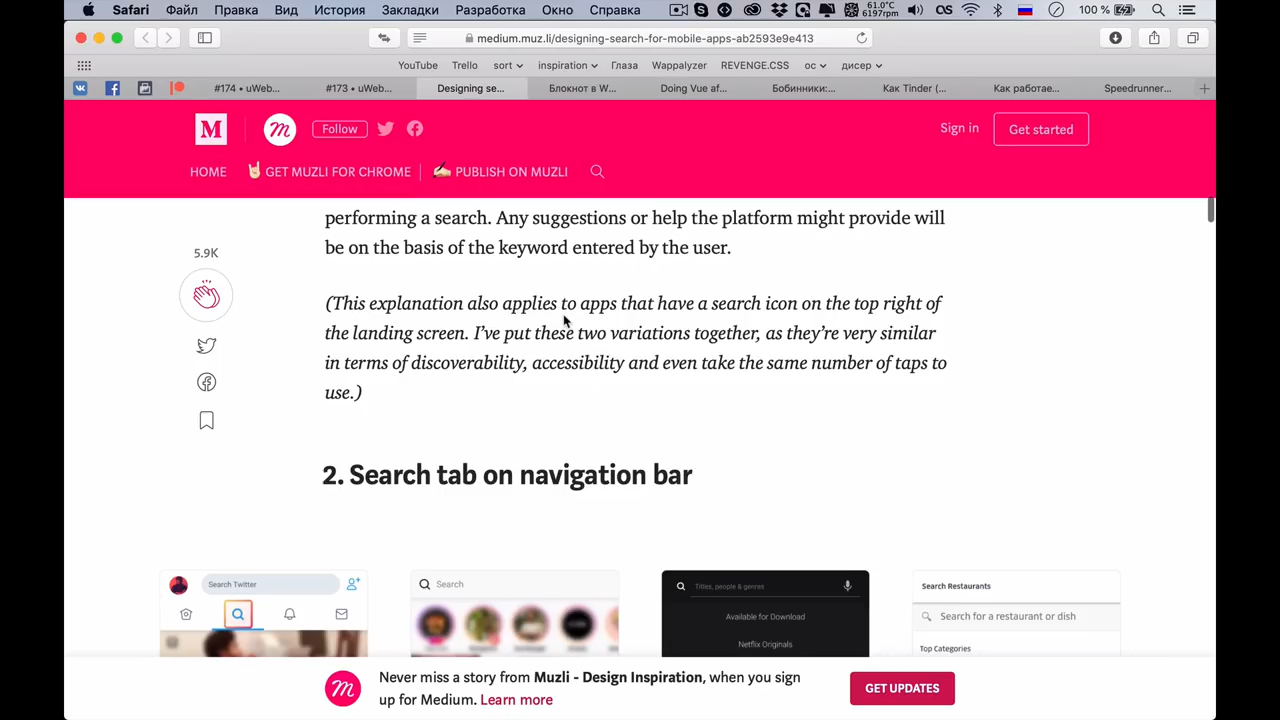 Safari Файл Правка Вид История Закладки Разработка Окно Справка 61.0°C 6197rpm 100 %
medium.muz.li/designing-search-for-mobile-apps-ab2593e9e413
YouTube Trello sort inspiration Глаза Wappalyzer REVENGE.CSS ос дисер
#174 • uWeb... #173 • uWeb... Designing se... Блокнот в W... Doing Vue af... Бобинники:... Как Tinder (... Как работае... Speedrunner...
Follow Sign in Get started
HOME GET MUZLI FOR CHROME PUBLISH ON MUZLI
performing a search. Any suggestions or help the platform might provide will
be on the basis of the keyword entered by the user.
5.9K
(This explanation also applies to apps that have a search icon on the top right of
the landing screen. I've put these two variations together, as they're very similar
in terms of discoverability, accessibility and even take the same number of taps to
use.)
2. Search tab on navigation bar
Search Twitter
Search
Titles, people & genres
Available for Download
Netflix Originals
Search Restaurants
Search for a restaurant or dish
Top Categories
Never miss a story from Muzli - Design Inspiration, when you sign
up for Medium. Learn more
GET UPDATES